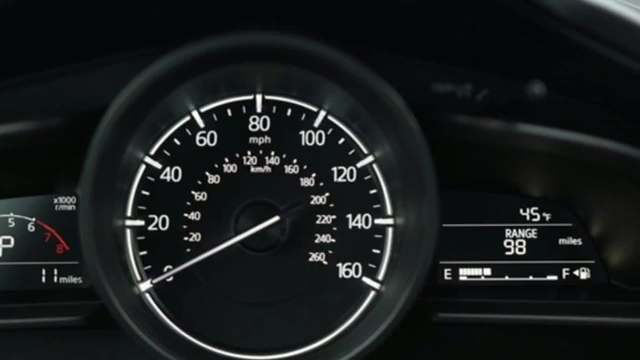 x1000
r/min
5 6 7 8
P
11 miles
0 20 40 60 80 100 120 140 160
mph
20 40 60 80 100 120 140 160 180 200 220 240 260
km/h
45°F
RANGE
98 miles
E F